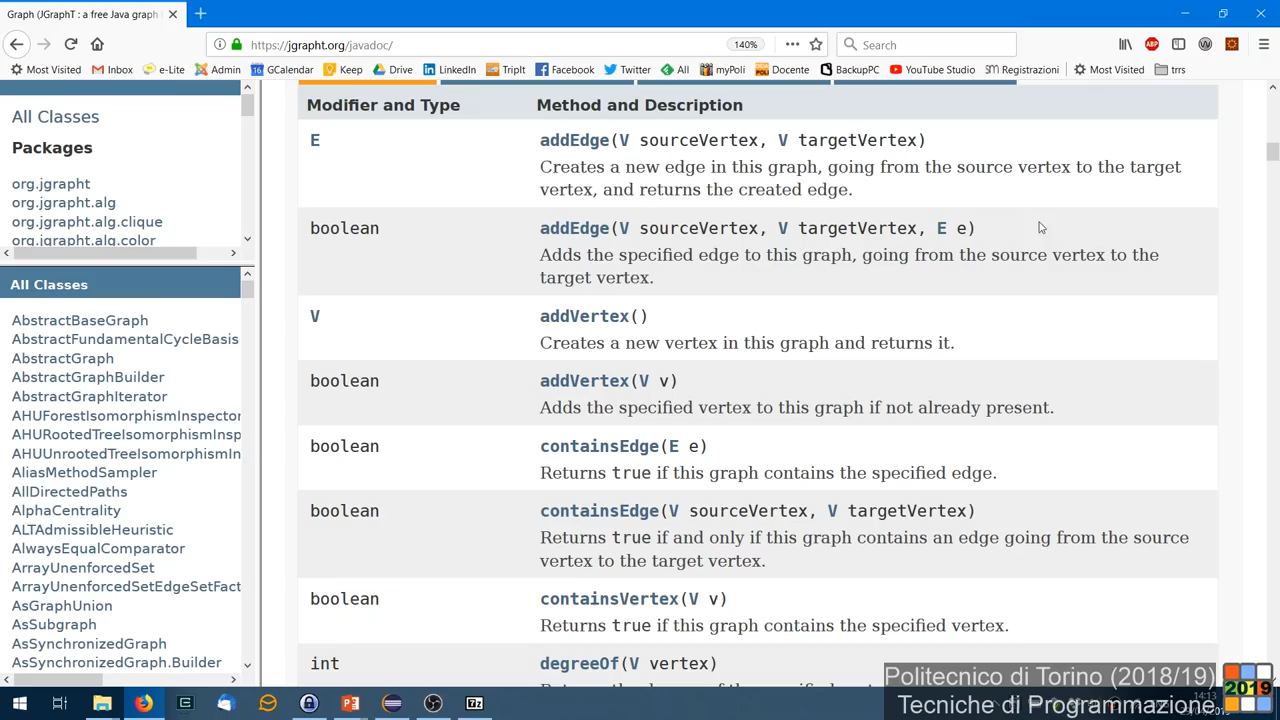 Graph (JGraphT : a free Java graph
https://jgrapht.org/javadoc/
140%
Search
Most Visited
Inbox
e-Lite
Admin
GCalendar
Keep
Drive
LinkedIn
TripIt
Facebook
Twitter
All
myPoli
Docente
BackupPC
YouTube Studio
Registrazioni
Most Visited
trrs
All Classes
Packages
org.jgrapht
org.jgrapht.alg
org.jgrapht.alg.clique
org.jgrapht.alg.color
All Classes
AbstractBaseGraph
AbstractFundamentalCycleBasis
AbstractGraph
AbstractGraphBuilder
AbstractGraphIterator
AHUForestIsomorphismInspector
AHURootedTreeIsomorphismInsp
AHUUnrootedTreeIsomorphismIn
AliasMethodSampler
AllDirectedPaths
AlphaCentrality
ALTAdmissibleHeuristic
AlwaysEqualComparator
ArrayUnenforcedSet
ArrayUnenforcedSetEdgeSetFact
AsGraphUnion
AsSubgraph
AsSynchronizedGraph
AsSynchronizedGraph.Builder
Modifier and Type Method and Description
E addEdge(V sourceVertex, V targetVertex)
Creates a new edge in this graph, going from the source vertex to the target
vertex, and returns the created edge.
boolean addEdge(V sourceVertex, V targetVertex, E e)
Adds the specified edge to this graph, going from the source vertex to the
target vertex.
V addVertex()
Creates a new vertex in this graph and returns it.
boolean addVertex(V v)
Adds the specified vertex to this graph if not already present.
boolean containsEdge(E e)
Returns true if this graph contains the specified edge.
boolean containsEdge(V sourceVertex, V targetVertex)
Returns true if and only if this graph contains an edge going from the source
vertex to the target vertex.
boolean containsVertex(V v)
Returns true if this graph contains the specified vertex.
int degreeOf(V vertex)
Politecnico di Torino (2018/19)
Tecniche di Programmazione
2019
14:13